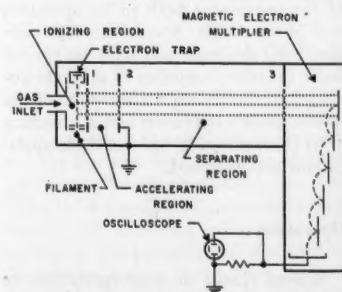 MAGNETIC ELECTRON
MULTIPLIER
IONIZING REGION
ELECTRON TRAP
1 2 3
GAS
INLET
SEPARATING
REGION
FILAMENT
ACCELERATING
REGION
OSCILLOSCOPE